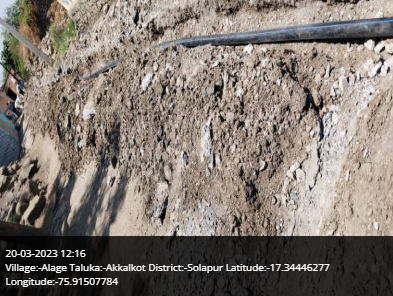 20-03-2023 12:16
Village:-Alage Taluka:-Akkalkot District:-Solapur Latitude:-17.34446277
Longitude:-75.91507784